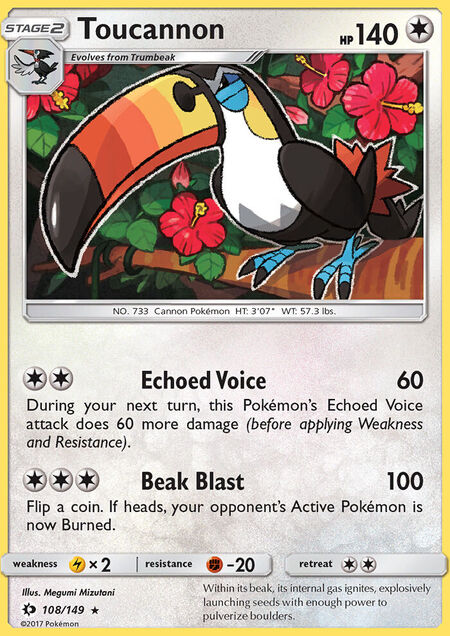 STAGE2 Toucannon HP 140
Evolves from Trumbeak
NO. 733 Cannon Pokémon HT: 3'07" WT: 57.3 lbs.
Echoed Voice 60
During your next turn, this Pokémon's Echoed Voice
attack does 60 more damage (before applying Weakness
and Resistance).
Beak Blast 100
Flip a coin. If heads, your opponent's Active Pokémon is
now Burned.
weakness ×2 resistance -20 retreat
Illus. Megumi Mizutani
108/149 ★
©2017 Pokémon
Within its beak, its internal gas ignites, explosively
launching seeds with enough power to
pulverize boulders.